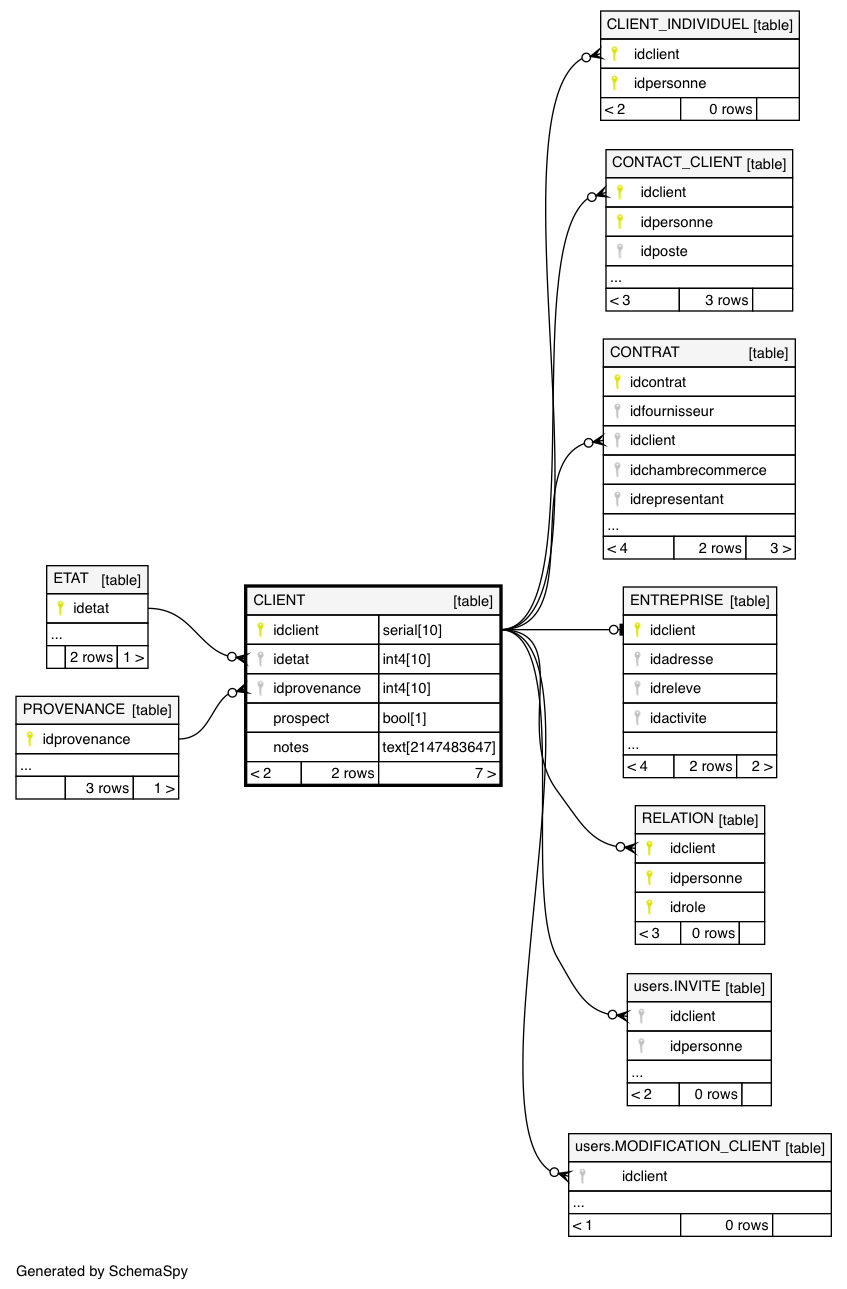 CLIENT_INDIVIDUEL [table]
idclient
idpersonne
< 2 0 rows
CONTACT_CLIENT [table]
idclient
idpersonne
idposte
...
< 3 3 rows
CONTRAT [table]
idcontrat
idfournisseur
idclient
idchambrecommerce
idrepresentant
...
< 4 2 rows 3 >
ETAT [table]
idetat
...
2 rows 1 >
PROVENANCE [table]
idprovenance
...
3 rows 1 >
CLIENT [table]
idclient serial[10]
idetat int4[10]
idprovenance int4[10]
prospect bool[1]
notes text[2147483647]
< 2 2 rows 7 >
ENTREPRISE [table]
idclient
idadresse
idreleve
idactivite
...
< 4 2 rows 2 >
RELATION [table]
idclient
idpersonne
idrole
< 3 0 rows
users.INVITE [table]
idclient
idpersonne
...
< 2 0 rows
users.MODIFICATION_CLIENT [table]
idclient
...
< 1 0 rows
Generated by SchemaSpy